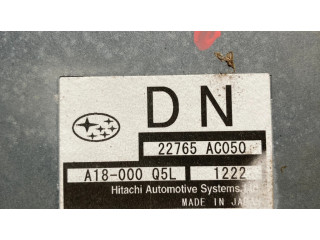 DN
22765 AC050
A18-000 Q5L 1222
Hitachi Automotive Systems, Ltd.
MADE IN JAPAN